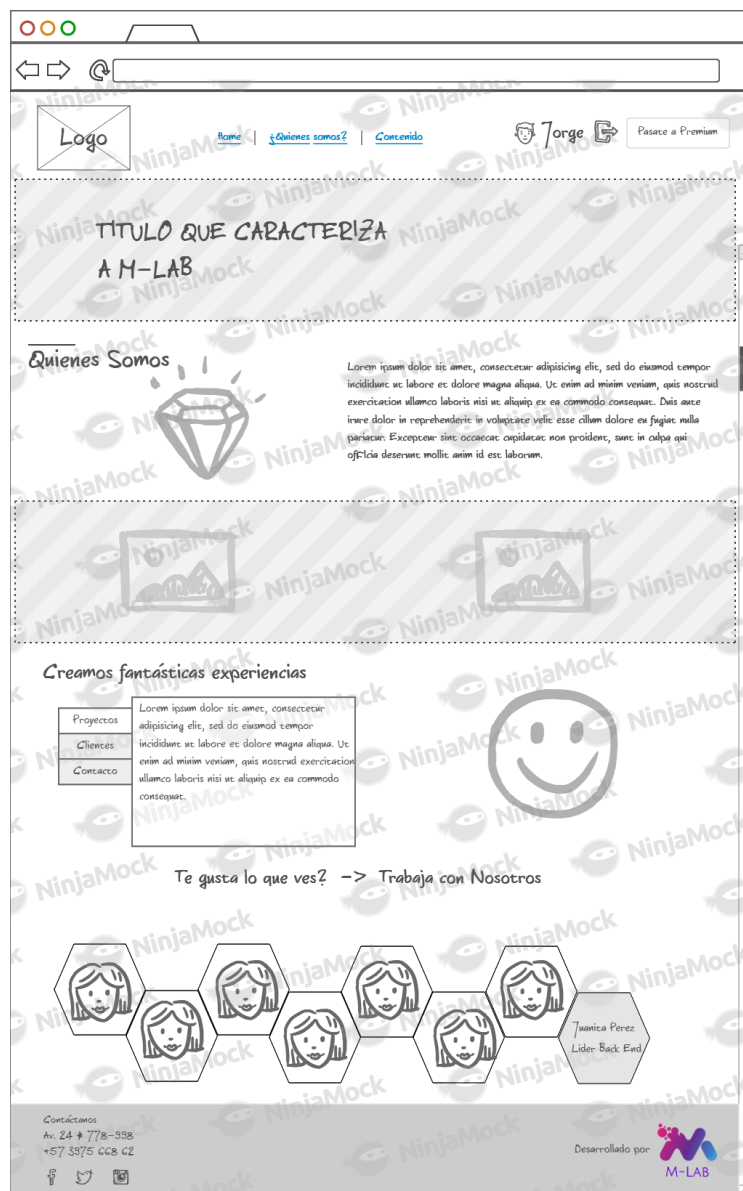 Logo
Home | ¿Quienes somos? | Contenido
Jorge
Pasate a Premium
TÍTULO QUE CARACTERIZA
A M-LAB
Quienes Somos
Lorem ipsum dolor sit amet, consectetur adipisicing elit, sed do eiusmod tempor
incididunt ut labore et dolore magna aliqua. Ut enim ad minim veniam, quis nostrud
exercitation ullamco laboris nisi ut aliquip ex ea commodo consequat. Duis aute
irure dolor in reprehenderit in voluptate velit esse cillum dolore eu fugiat nulla
pariatur. Excepteur sint occaecat cupidatat non proident, sunt in culpa qui
officia deserunt mollit anim id est laborum.
Creamos fantásticas experiencias
Proyectos
Clientes
Contacto
Lorem ipsum dolor sit amet, consectetur
adipisicing elit, sed do eiusmod tempor
incididunt ut labore et dolore magna aliqua. Ut
enim ad minim veniam, quis nostrud exercitation
ullamco laboris nisi ut aliquip ex ea commodo
consequat.
Te gusta lo que ves? -> Trabaja con Nosotros
Juanita Perez
Lider Back End
Contáctanos
Av. 24 # 778-998
+57 3975 668 62
Desarrollado por
M-LAB
NinjaMock